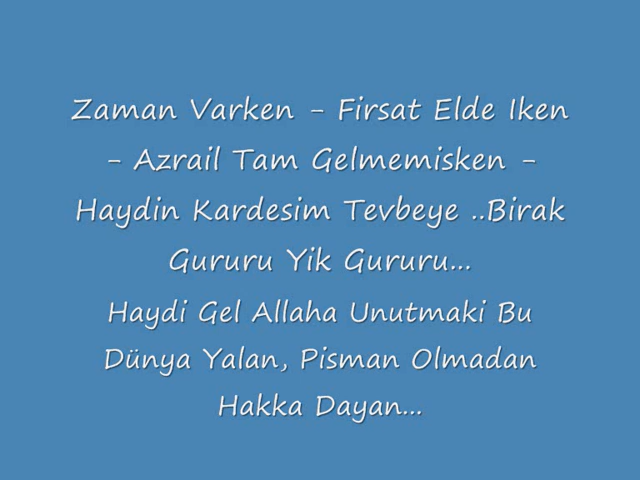 Zaman Varken - Firsat Elde Iken
- Azrail Tam Gelmemisken -
Haydin Kardesim Tevbeye ..Birak
Gururu Yik Gururu...
Haydi Gel Allaha Unutmaki Bu
Dünya Yalan, Pisman Olmadan
Hakka Dayan...